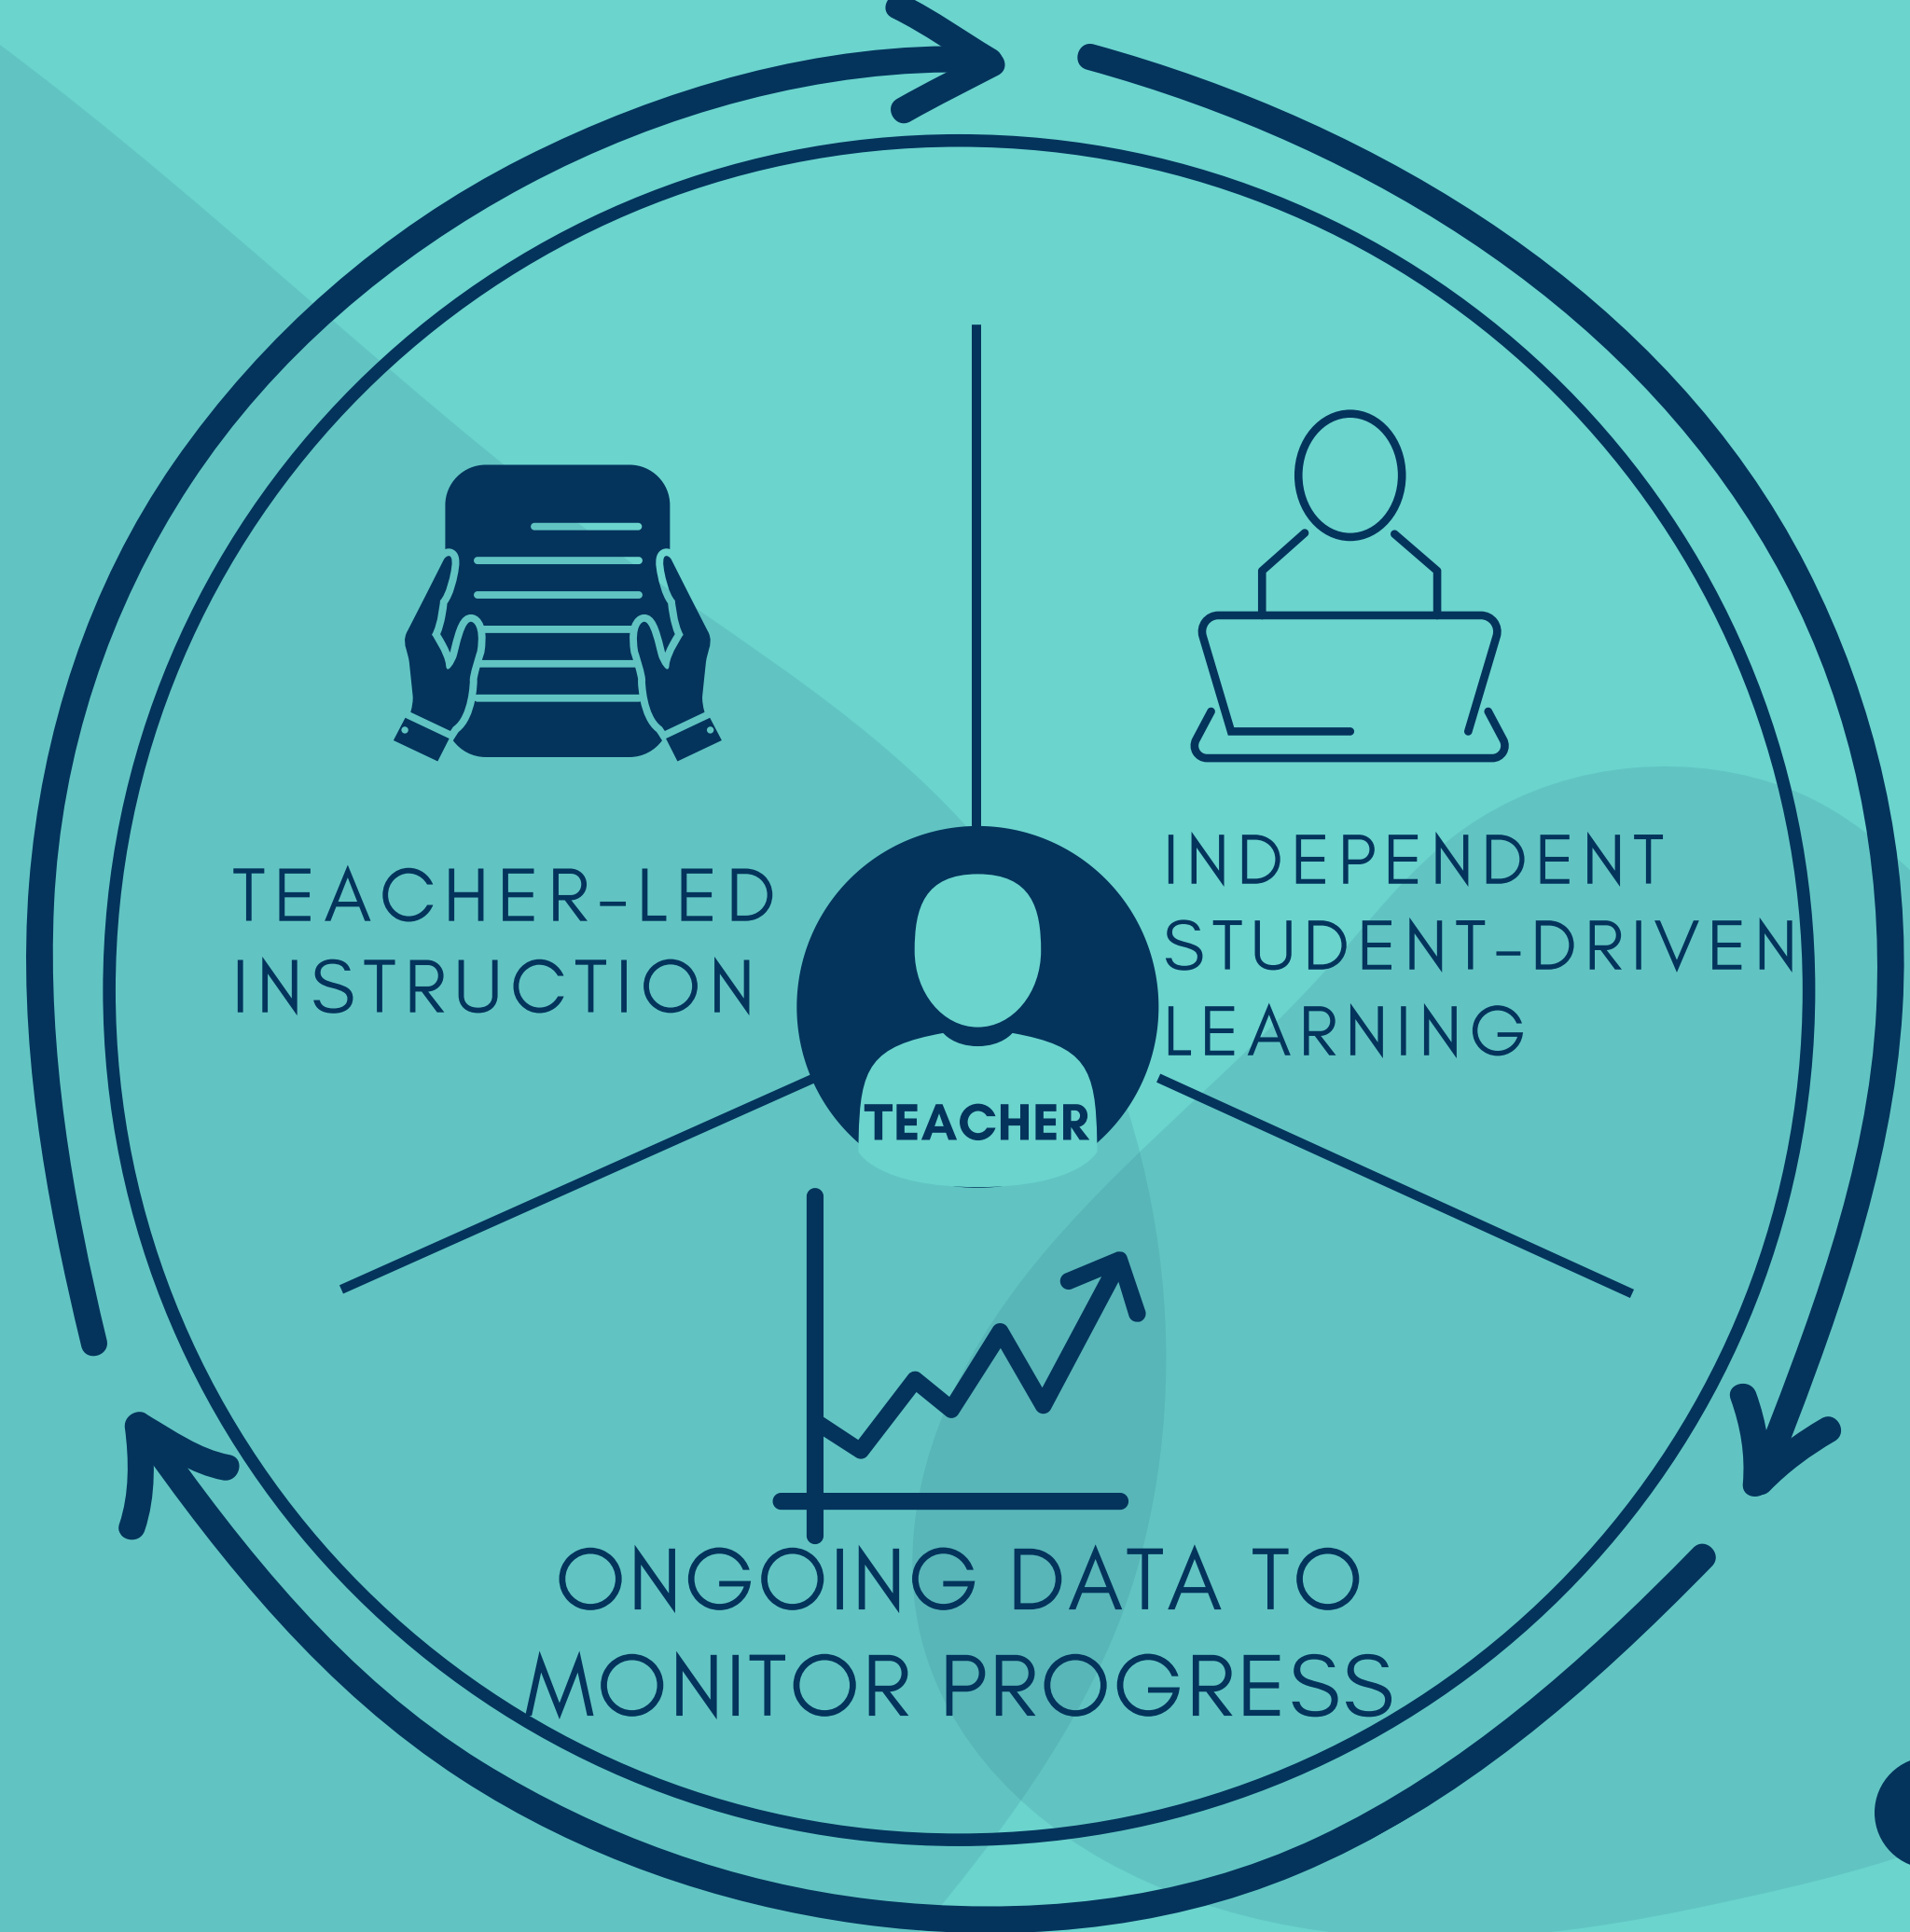 TEACHER-LED
INSTRUCTION
INDEPENDENT
STUDENT-DRIVEN
LEARNING
TEACHER
ONGOING DATA TO
MONITOR PROGRESS